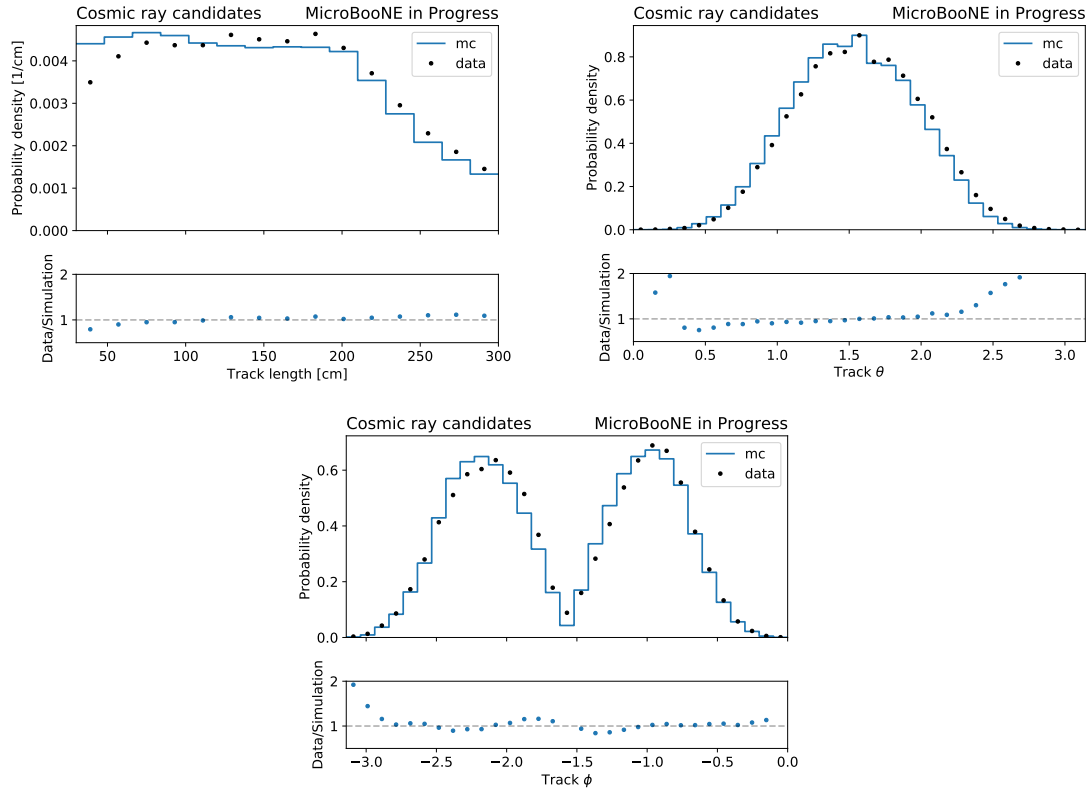 Cosmic ray candidates MicroBooNE in Progress
Probability density [1/cm]
0.004
0.003
0.002
0.001
0.000
mc
data
Data/Simulation
2
1
50 100 150 200 250 300
Track length [cm]
Cosmic ray candidates MicroBooNE in Progress
Probability density
0.8
0.6
0.4
0.2
0.0
mc
data
Data/Simulation
2
1
0.0 0.5 1.0 1.5 2.0 2.5 3.0
Track θ
Cosmic ray candidates MicroBooNE in Progress
Probability density
0.6
0.4
0.2
0.0
mc
data
Data/Simulation
2
1
−3.0 −2.5 −2.0 −1.5 −1.0 −0.5 0.0
Track ϕ